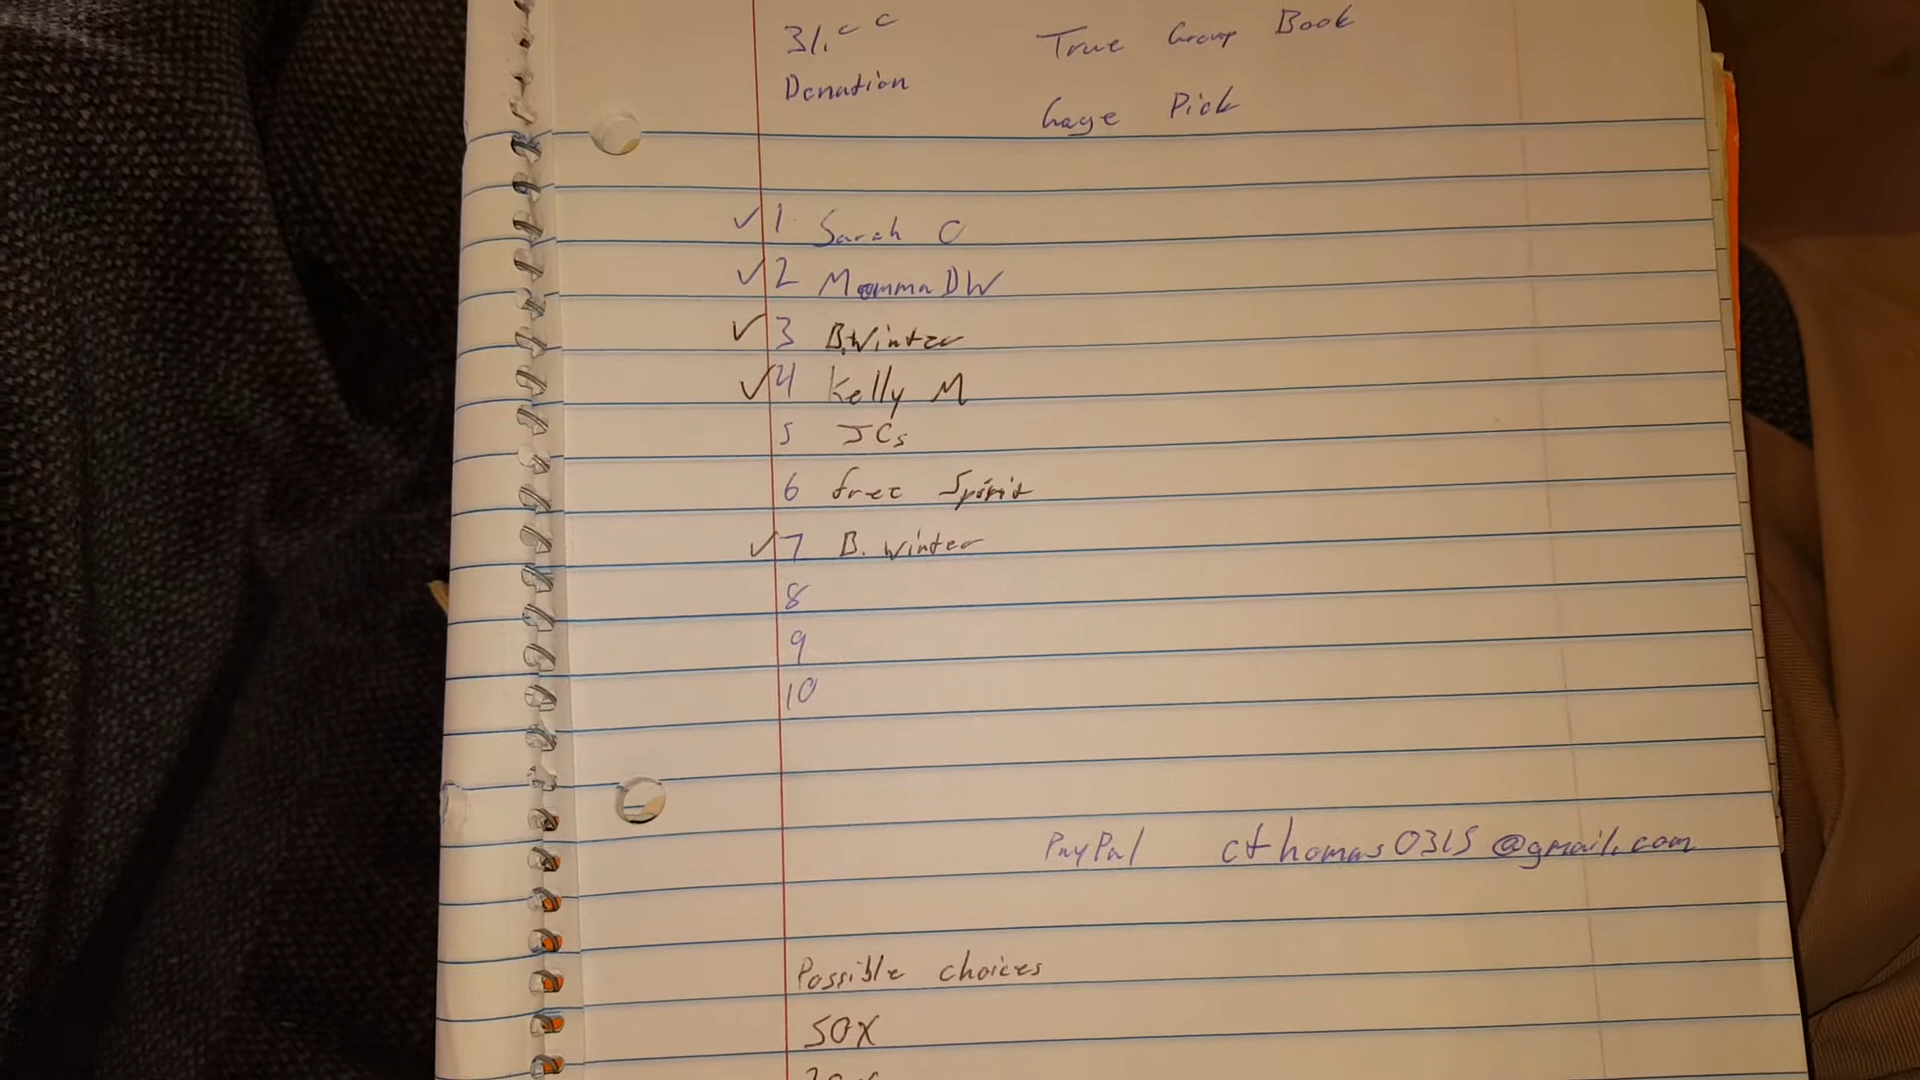 31.00 True Group Book
Donation
Gage Pick
✓ 1. Sarah O
✓ 2 MommaDW
✓ 3 B.Winter
✓ 4 Kelly M
5 JCs
6 free Spirit
✓ 7 B. Winter
8
9
10
PayPal cthomas0315@gmail.com
Possible choices
50X